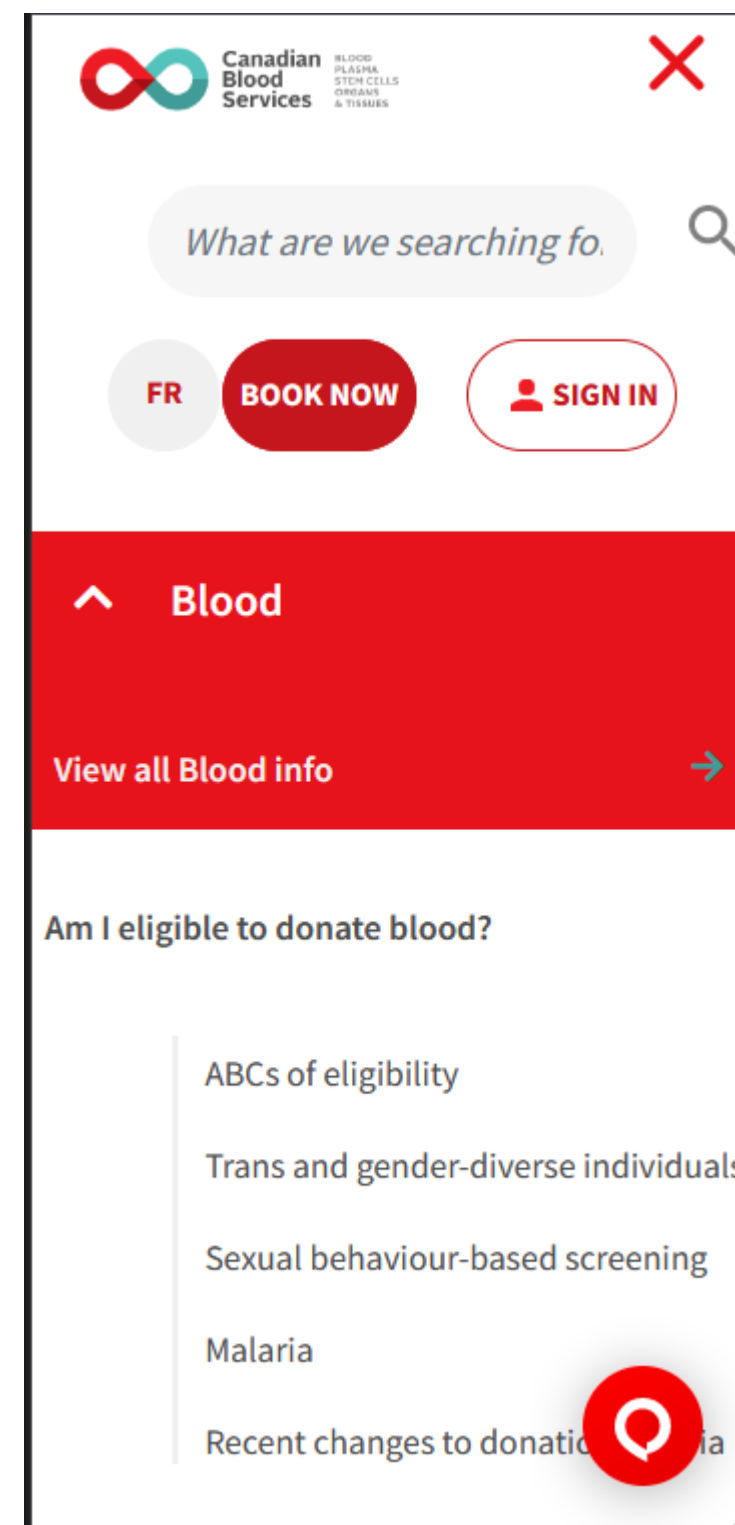 Canadian
Blood
Services
BLOOD
PLASMA
STEM CELLS
ORGANS
& TISSUES
What are we searching fo
FR
BOOK NOW
SIGN IN
Blood
View all Blood info
Am I eligible to donate blood?
ABCs of eligibility
Trans and gender-diverse individuals
Sexual behaviour-based screening
Malaria
Recent changes to donatio ia